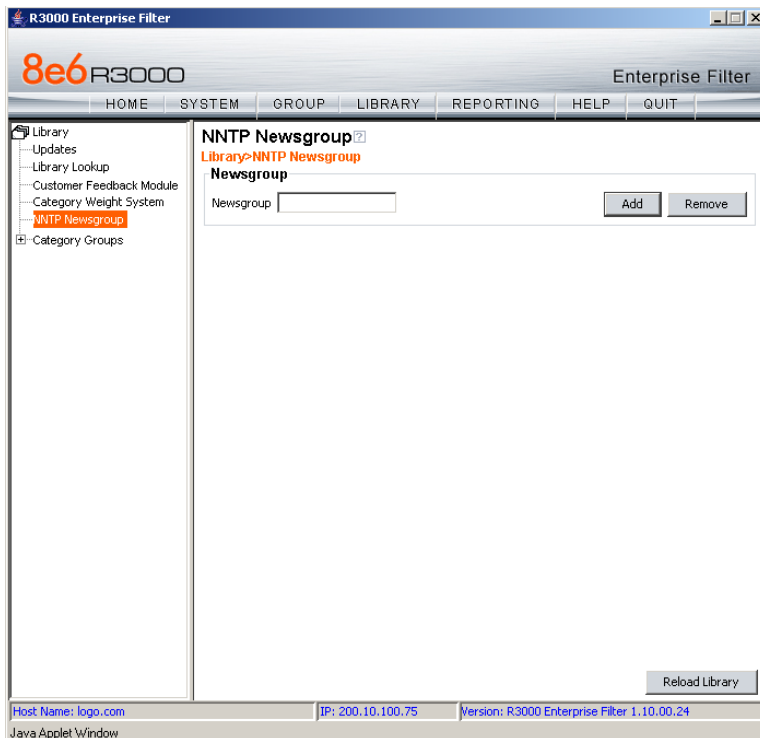 R3000 Enterprise Filter
8e6 R3000
Enterprise Filter
HOME SYSTEM GROUP LIBRARY REPORTING HELP QUIT
Library
Updates
Library Lookup
Customer Feedback Module
Category Weight System
NNTP Newsgroup
Category Groups
NNTP Newsgroup?
Library>NNTP Newsgroup
Newsgroup
Newsgroup Add Remove
Reload Library
Host Name: logo.com IP: 200.10.100.75 Version: R3000 Enterprise Filter 1.10.00.24
Java Applet Window